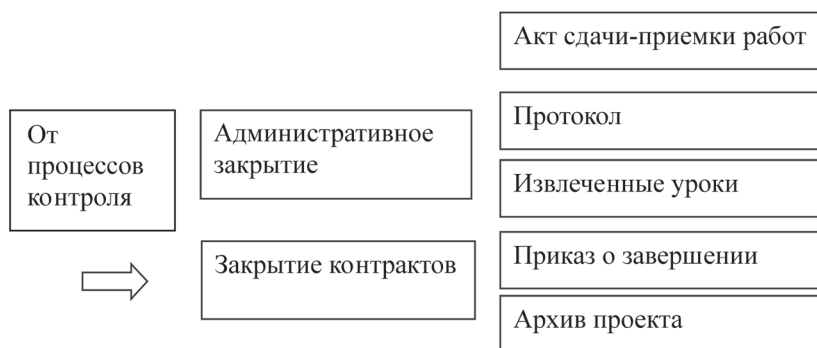 От
процессов
контроля
Административное
закрытие
Закрытие контрактов
Акт сдачи-приемки работ
Протокол
Извлеченные уроки
Приказ о завершении
Архив проекта